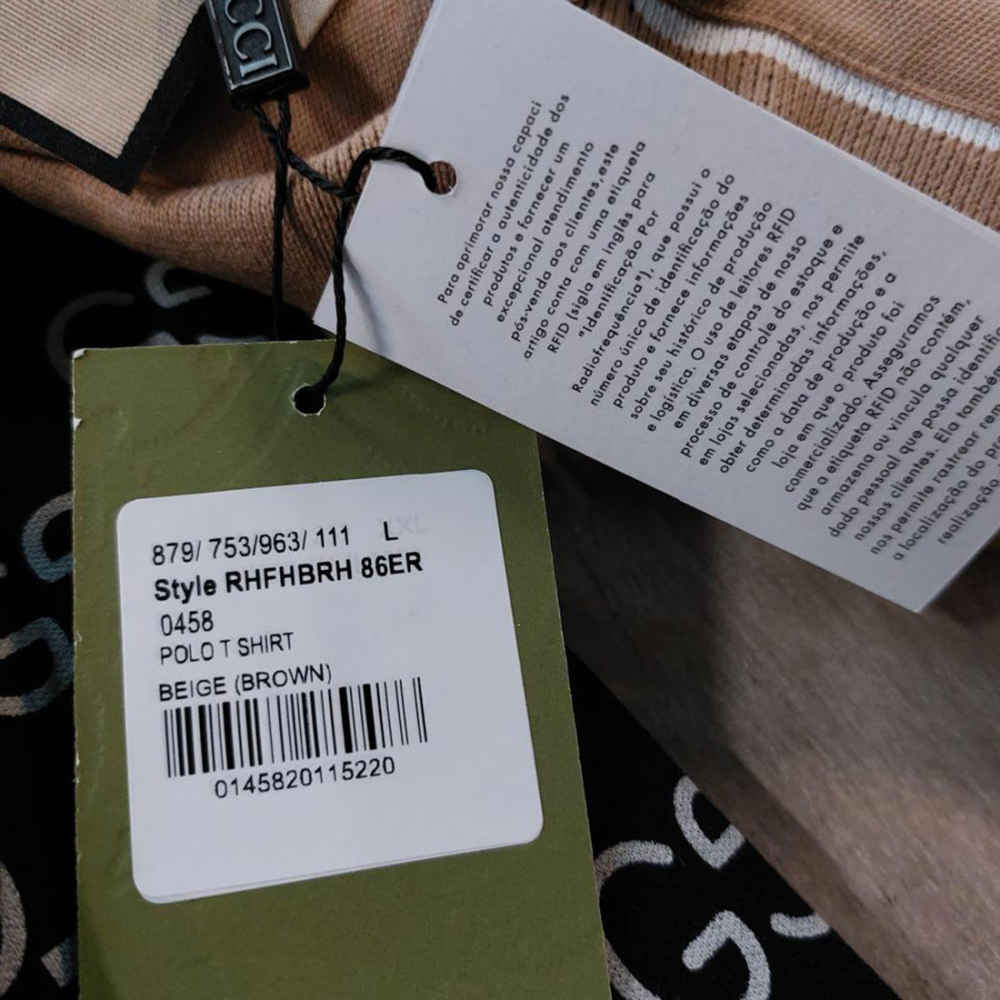 CCI
Para aprimorar nossa capaci
de certificar a autenticidade dos
produtos e fornecer um
excepcional atendimento
pós-venda aos clientes, este
artigo conta com uma etiqueta
RFID (sigla em inglês para
"Identificação Por
Radiofrequência"), que possui o
número único de identificação do
produto e fornece informações
sobre seu histórico de produção
e logística. O uso de leitores RFID
em diversas etapas de nosso
processo de controle do estoque e
em lojas selecionadas, nos permite
obter determinadas informações,
como a data de produção e a
loja em que o produto foi
comercializado. Asseguramos
que a etiqueta RFID não contém,
armazena ou vincula qualquer
dado pessoal que possa identifi
nossos clientes. Ela també
nos permite rastrear
a localização do pr
realização
879/ 753/963/ 111 L
Style RHFHBRH 86ER
0458
POLO T SHIRT
BEIGE (BROWN)
0145820115220